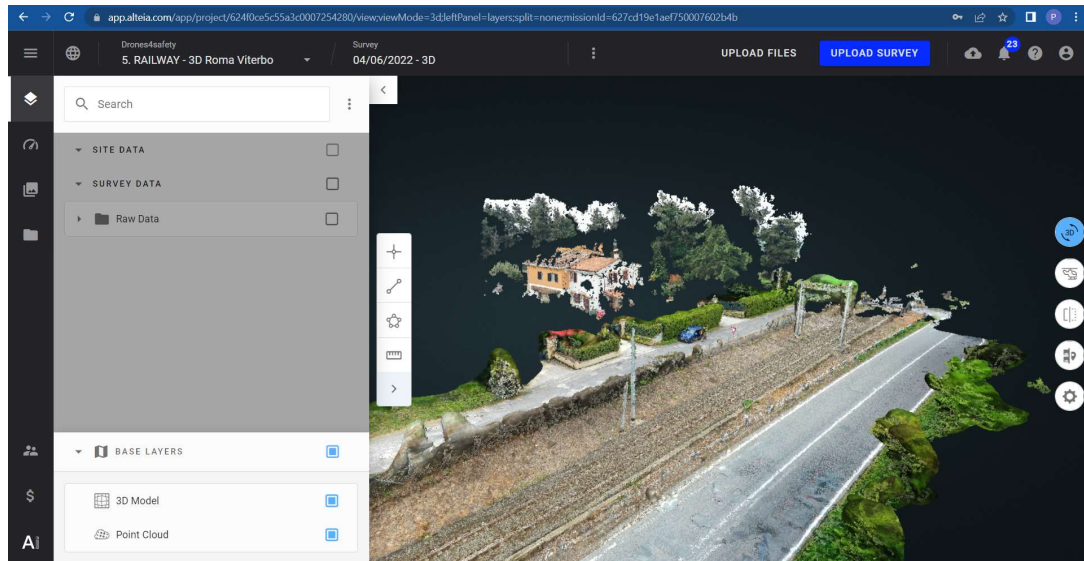 app.alteia.com/app/project/624f0ce5c55a3c0007254280/view;viewMode=3d;leftPanel=layers;split=none;missionId=627cd19e1aef750007602b4b
P
Drones4safety
5. RAILWAY - 3D Roma Viterbo
Survey
04/06/2022 - 3D
UPLOAD FILES
UPLOAD SURVEY
23
Search
SITE DATA
SURVEY DATA
Raw Data
3D
BASE LAYERS
3D Model
Point Cloud
$
A